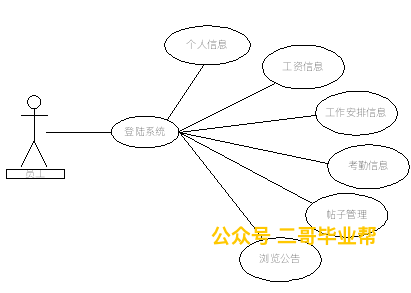 个人信息
工资信息
工作安排信息
登陆系统
考勤信息
员工
帖子管理
公众号 二哥毕业帮
浏览公告